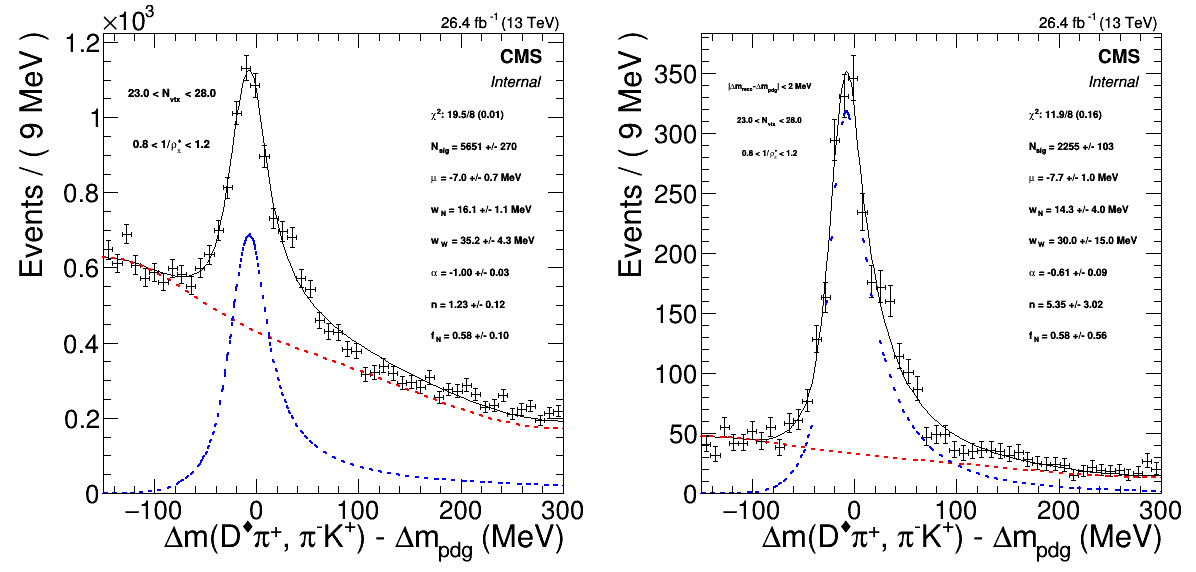 ×10³
26.4 fb⁻¹ (13 TeV)
CMS
Internal
23.0 < N_vtx < 28.0
0.8 < 1/ρ_π^♦ < 1.2
χ²: 19.5/8 (0.01)
N_sig = 5651 +/- 270
μ = -7.0 +/- 0.7 MeV
w_N = 16.1 +/- 1.1 MeV
w_W = 35.2 +/- 4.3 MeV
α = -1.00 +/- 0.03
n = 1.23 +/- 0.12
f_N = 0.58 +/- 0.10
Events / ( 9 MeV )
1.2
1
0.8
0.6
0.4
0.2
0
−100 0 100 200 300
Δm(D^♦π⁺, π⁻K⁺) - Δm_pdg (MeV)
26.4 fb⁻¹ (13 TeV)
CMS
Internal
|Δm_reco-Δm_pdg| < 2 MeV
23.0 < N_vtx < 28.0
0.8 < 1/ρ_π^♦ < 1.2
χ²: 11.9/8 (0.16)
N_sig = 2255 +/- 103
μ = -7.7 +/- 1.0 MeV
w_N = 14.3 +/- 4.0 MeV
w_W = 30.0 +/- 15.0 MeV
α = -0.61 +/- 0.09
n = 5.35 +/- 3.02
f_N = 0.58 +/- 0.56
Events / ( 9 MeV )
350
300
250
200
150
100
50
0
−100 0 100 200 300
Δm(D^♦π⁺, π⁻K⁺) - Δm_pdg (MeV)